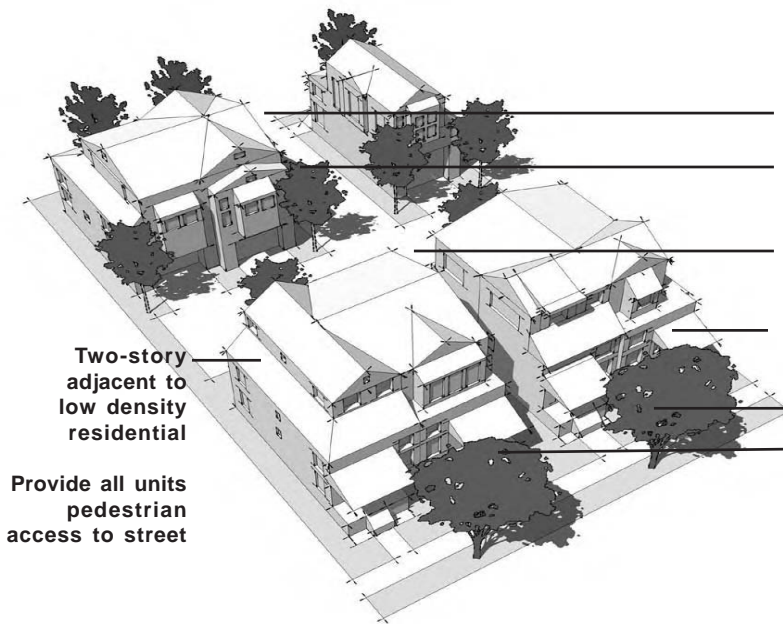 Two-story
adjacent to
low density
residential
Provide all units
pedestrian
access to street